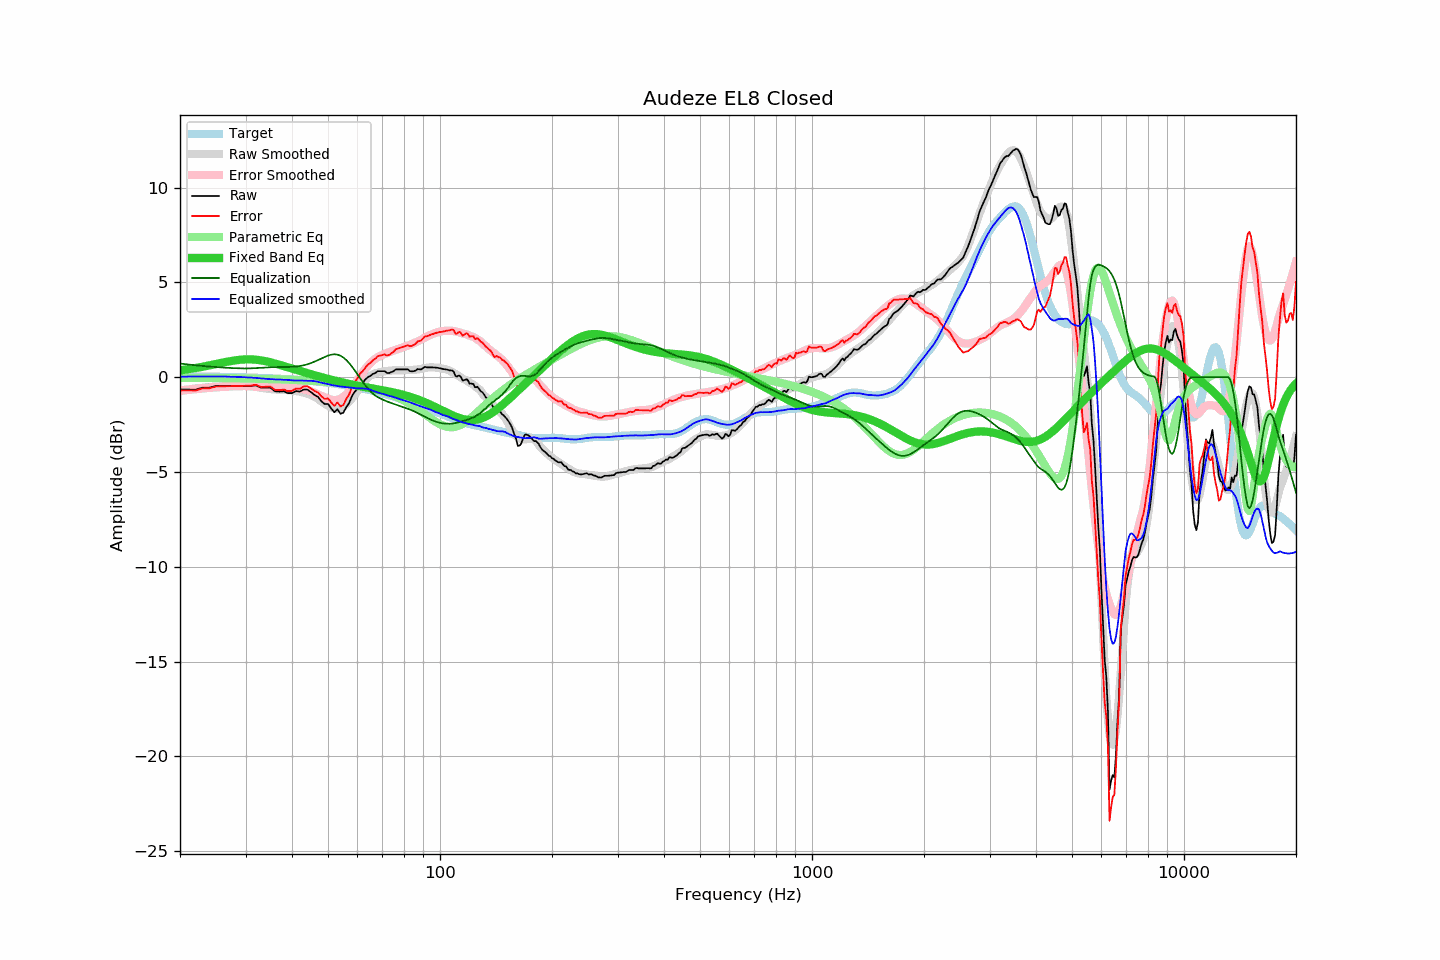 Audeze EL8 Closed
Target
Raw Smoothed
Error Smoothed
Raw
Error
Parametric Eq
Fixed Band Eq
Equalization
Equalized smoothed
10
5
0
−5
−10
−15
−20
−25
Amplitude (dBr)
100
1000
10000
Frequency (Hz)